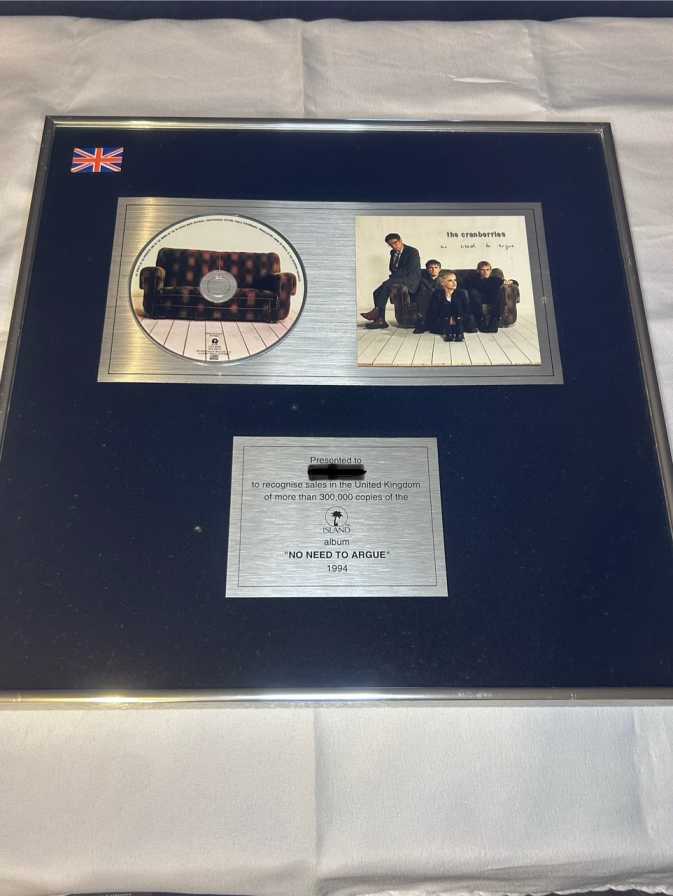 the cranberries
no need to argue
Presented to
to recognise sales in the United Kingdom
of more than 300,000 copies of the
ISLAND
album
"NO NEED TO ARGUE"
1994